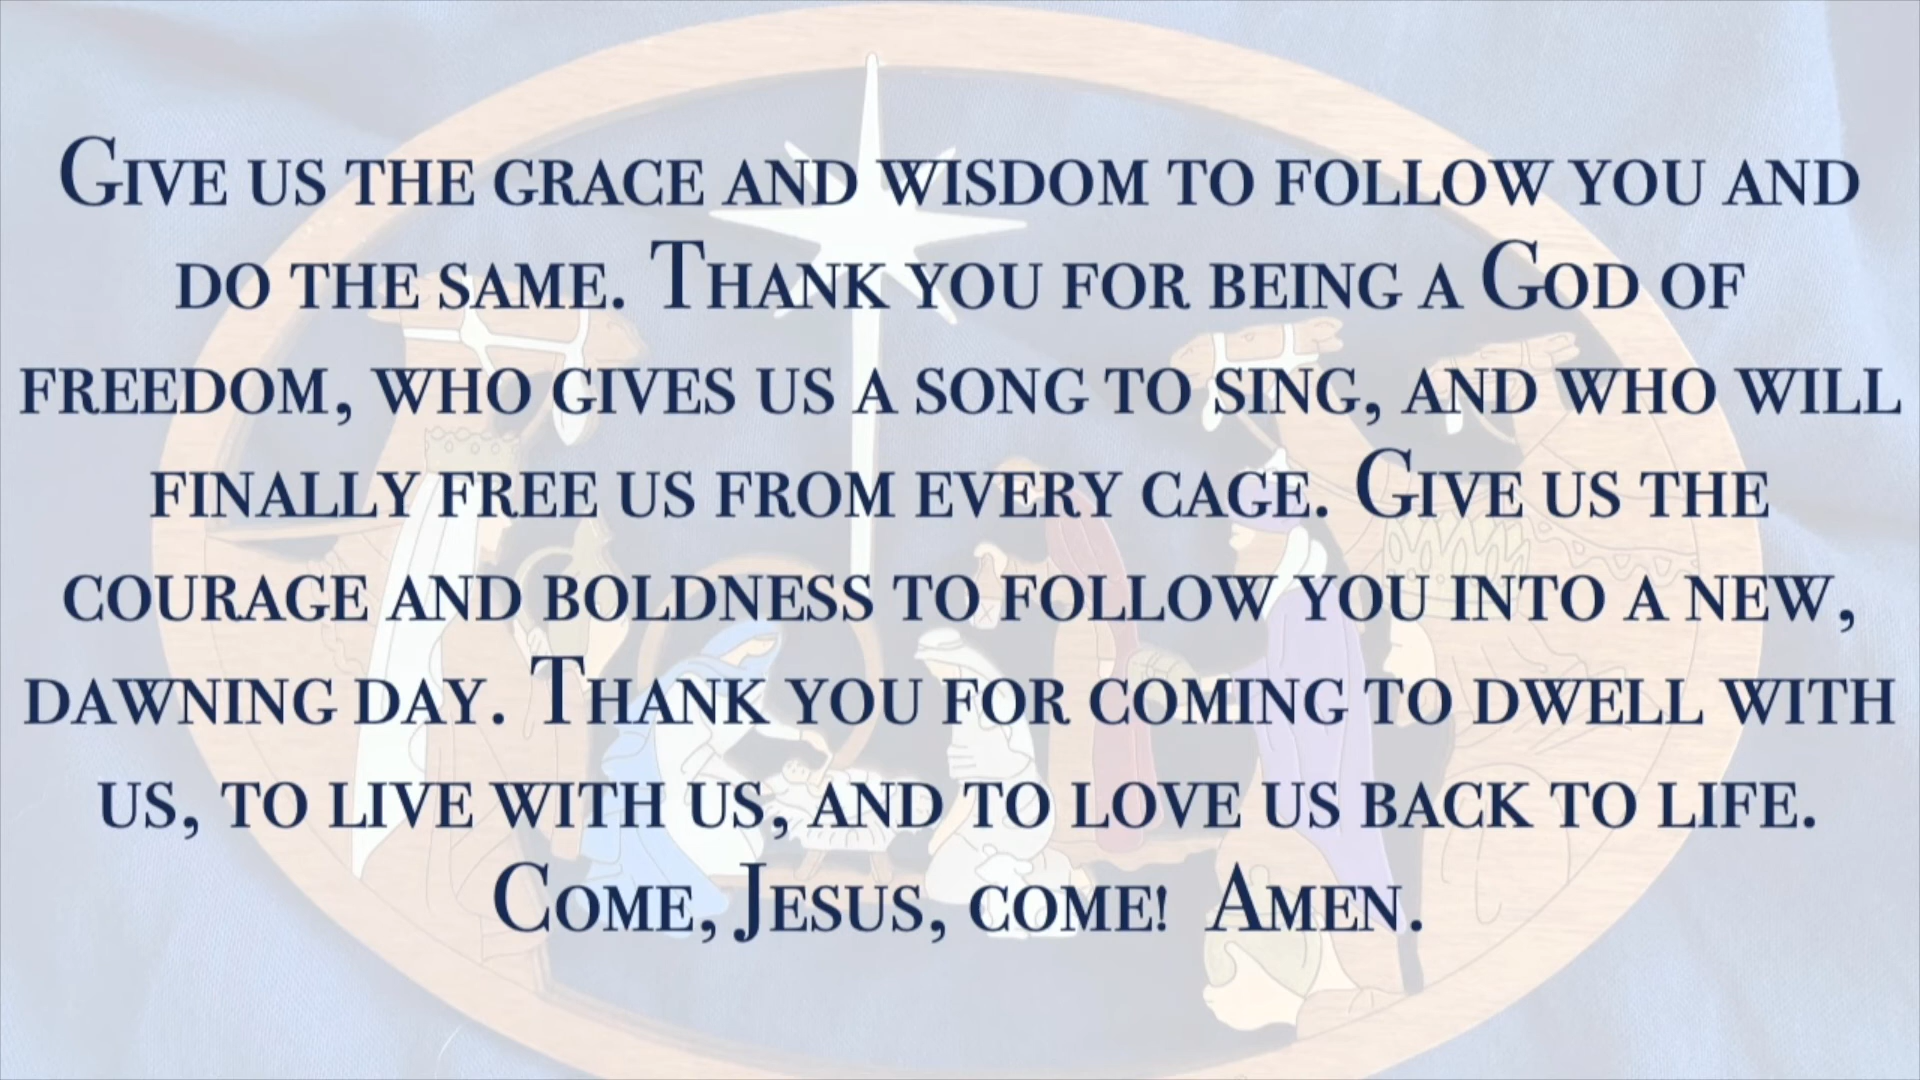 Give us the grace and wisdom to follow you and
do the same. Thank you for being a God of
freedom, who gives us a song to sing, and who will
finally free us from every cage. Give us the
courage and boldness to follow you into a new,
dawning day. Thank you for coming to dwell with
us, to live with us, and to love us back to life.
Come, Jesus, come! Amen.